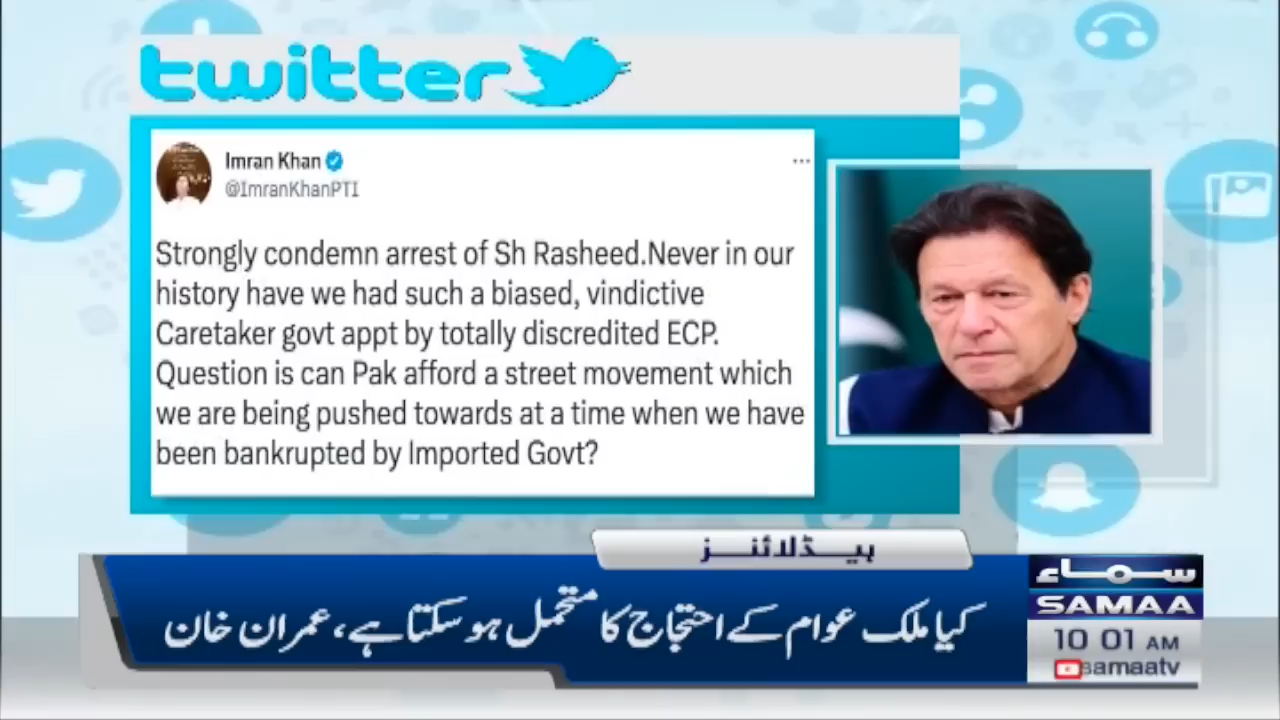 twitter
Imran Khan
@ImranKhanPTI
Strongly condemn arrest of Sh Rasheed.Never in our
history have we had such a biased, vindictive
Caretaker govt appt by totally discredited ECP.
Question is can Pak afford a street movement which
we are being pushed towards at a time when we have
been bankrupted by Imported Govt?
ہیڈلائنز
کیا ملک عوام کے احتجاج کا متحمل ہو سکتا ہے، عمران خان
سماء
SAMAA
10 01 AM
samaatv